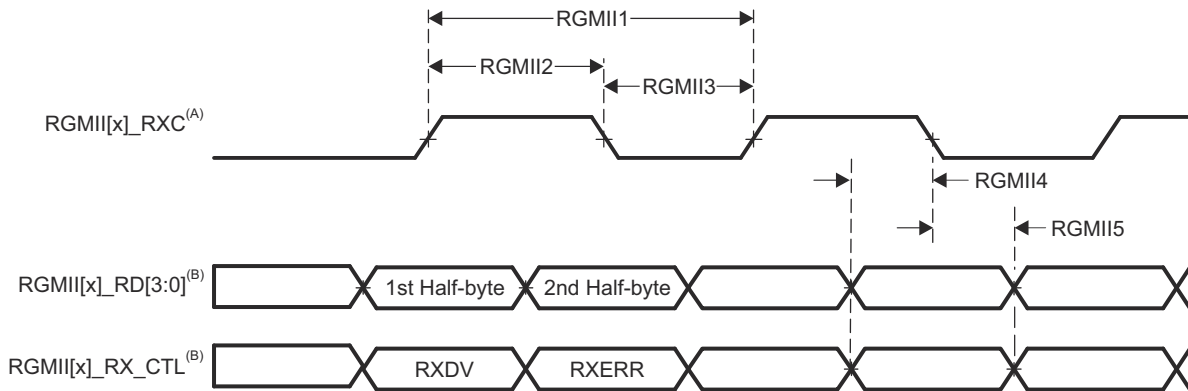 RGMII1
RGMII2
RGMII3
RGMII[x]_RXC(A)
RGMII4
RGMII5
RGMII[x]_RD[3:0](B)
1st Half-byte
2nd Half-byte
RGMII[x]_RX_CTL(B)
RXDV
RXERR